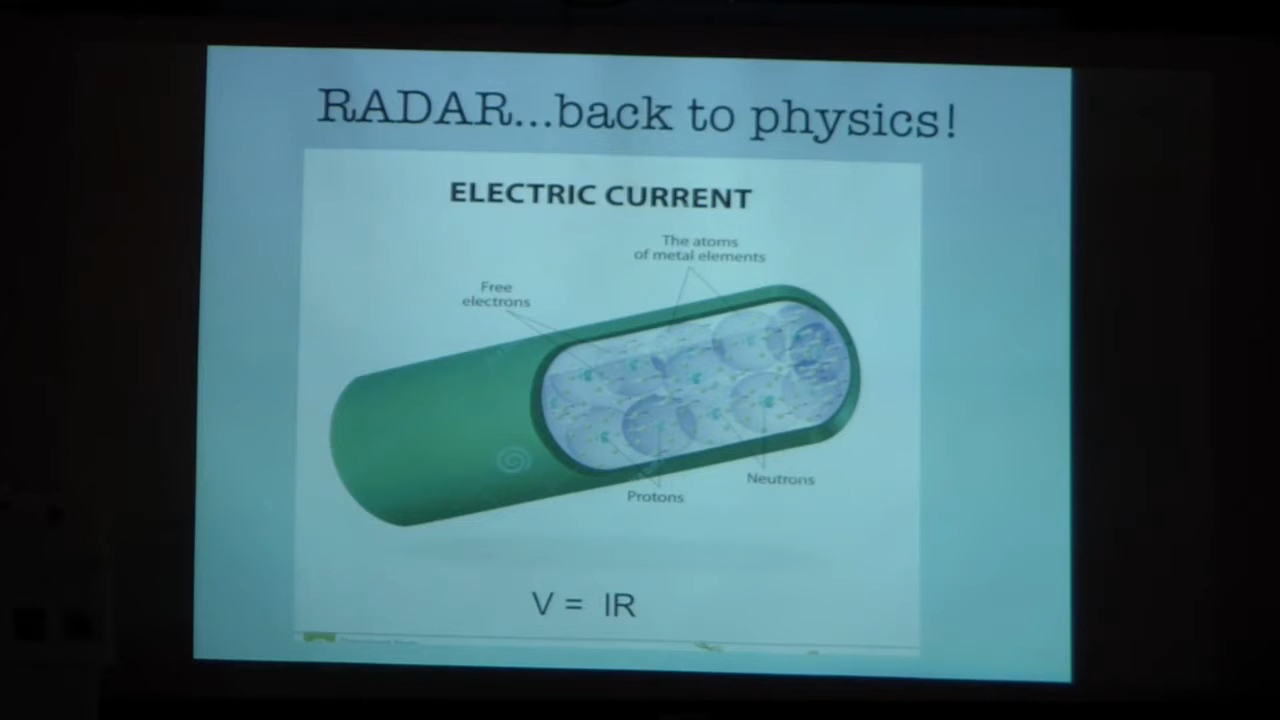 RADAR...back to physics!
ELECTRIC CURRENT
The atoms
of metal elements
Free
electrons
Neutrons
Protons
V = IR